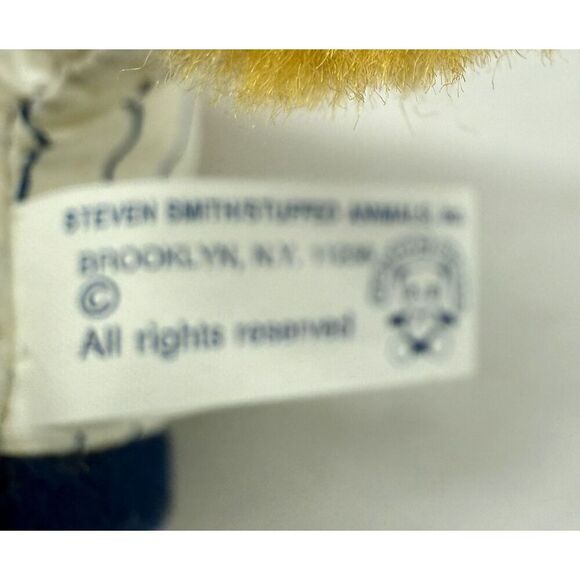 STEVEN SMITH/STUFFED ANIMALS, INC.
BROOKLYN, N.Y.
©
All rights reserved